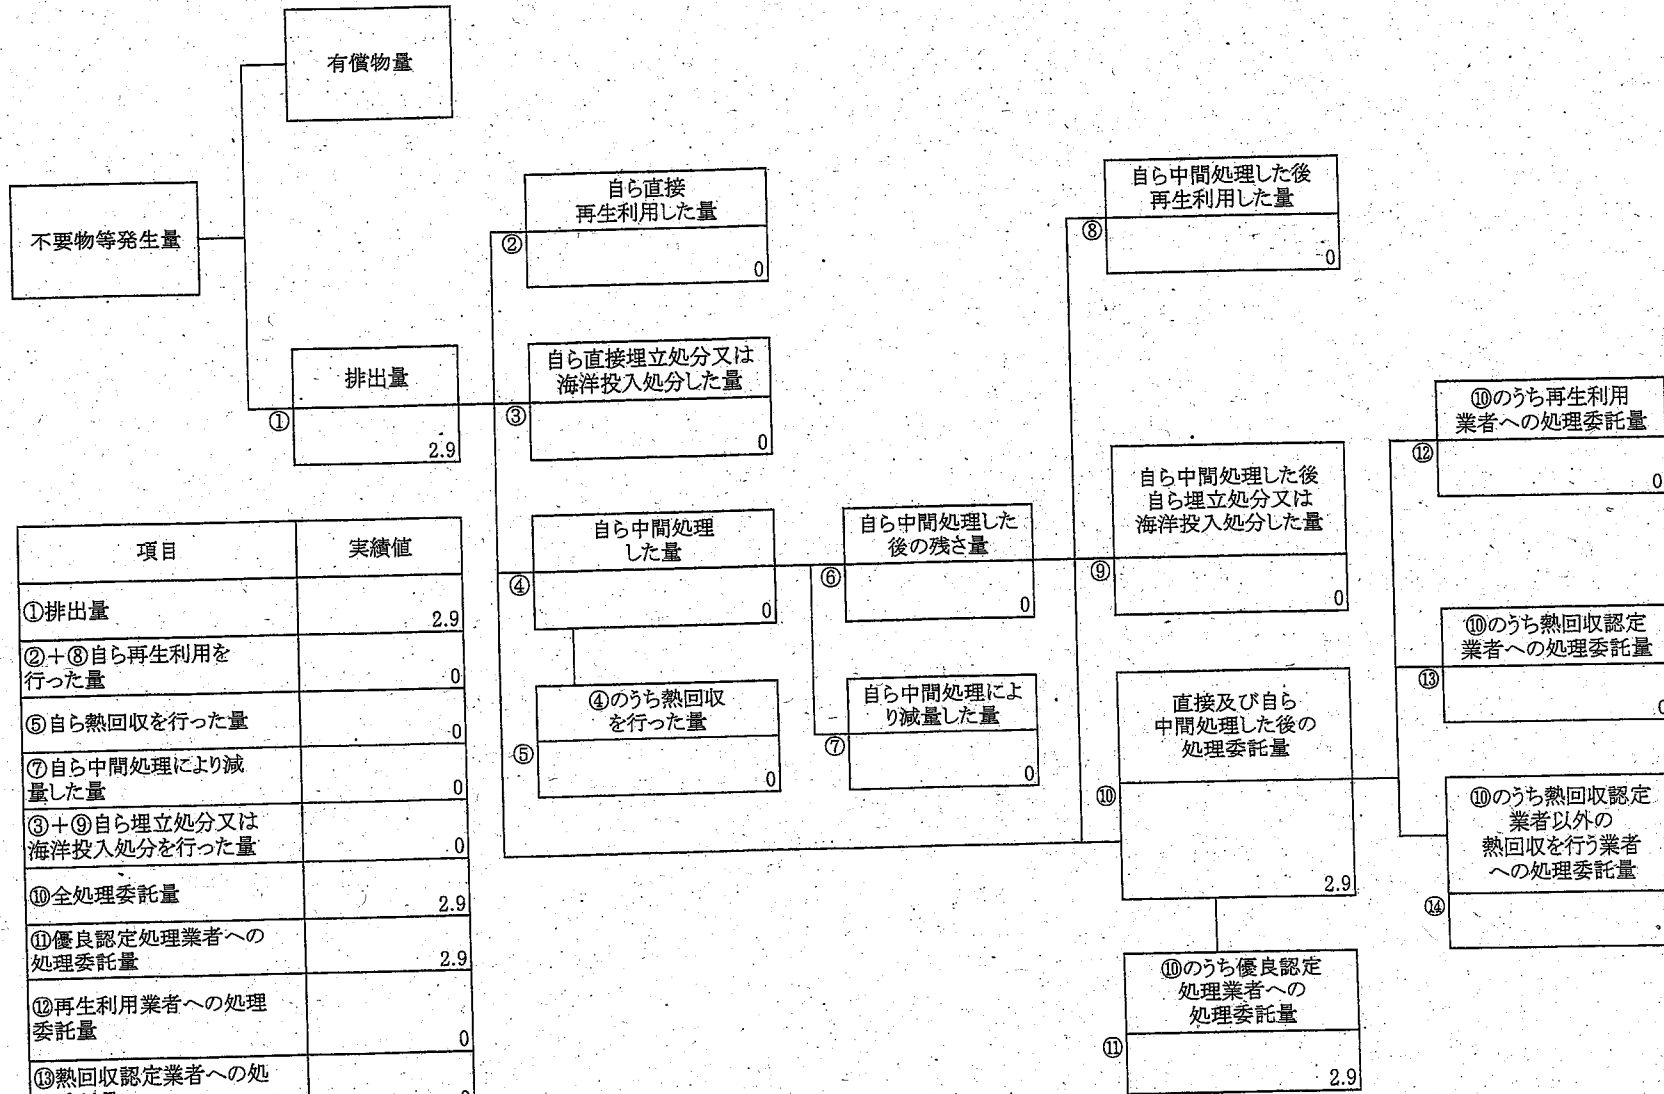 有償物量
不要物等発生量
排出量
①
2.9
自ら直接
再生利用した量
②
0
自ら直接埋立処分又は
海洋投入処分した量
③
0
自ら中間処理
した量
④
0
④のうち熱回収
を行った量
⑤
0
自ら中間処理した
後の残さ量
⑥
0
自ら中間処理によ
り減量した量
⑦
0
自ら中間処理した後
再生利用した量
⑧
0
自ら中間処理した後
自ら埋立処分又は
海洋投入処分した量
⑨
0
直接及び自ら
中間処理した後の
処理委託量
⑩
2.9
⑩のうち優良認定
処理業者への
処理委託量
⑪
2.9
⑩のうち再生利用
業者への処理委託量
⑫
0
⑩のうち熱回収認定
業者への処理委託量
⑬
0
⑩のうち熱回収認定
業者以外の
熱回収を行う業者
への処理委託量
⑭
項目 実績値
①排出量 2.9
②+⑧自ら再生利用を
行った量 0
⑤自ら熱回収を行った量 0
⑦自ら中間処理により減
量した量 0
③+⑨自ら埋立処分又は
海洋投入処分を行った量 0
⑩全処理委託量 2.9
⑪優良認定処理業者への
処理委託量 2.9
⑫再生利用業者への処理
委託量 0
⑬熱回収認定業者への処